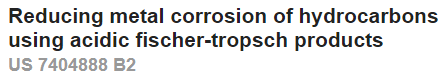 Reducing metal corrosion of hydrocarbons
using acidic fischer-tropsch products
US 7404888 B2